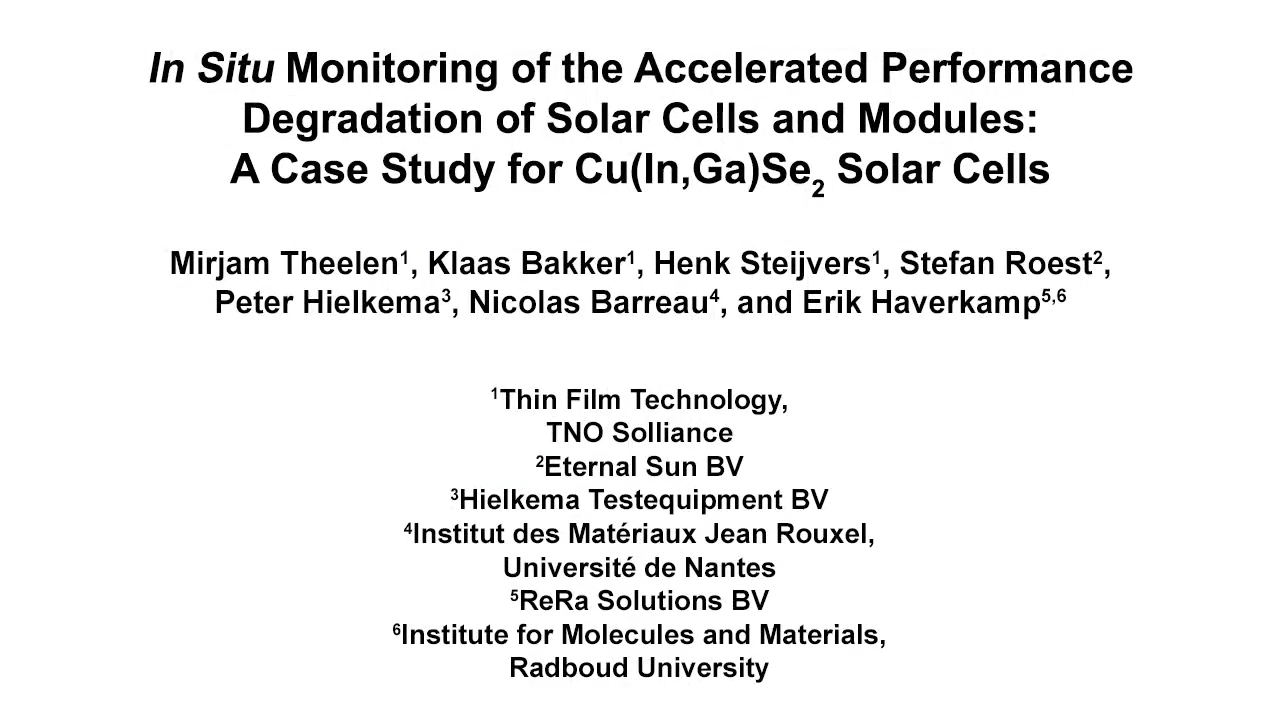 In Situ Monitoring of the Accelerated Performance
Degradation of Solar Cells and Modules:
A Case Study for Cu(In,Ga)Se₂ Solar Cells
Mirjam Theelen¹, Klaas Bakker¹, Henk Steijvers¹, Stefan Roest²,
Peter Hielkema³, Nicolas Barreau⁴, and Erik Haverkamp⁵,⁶
¹Thin Film Technology,
TNO Solliance
²Eternal Sun BV
³Hielkema Testequipment BV
⁴Institut des Matériaux Jean Rouxel,
Université de Nantes
⁵ReRa Solutions BV
⁶Institute for Molecules and Materials,
Radboud University